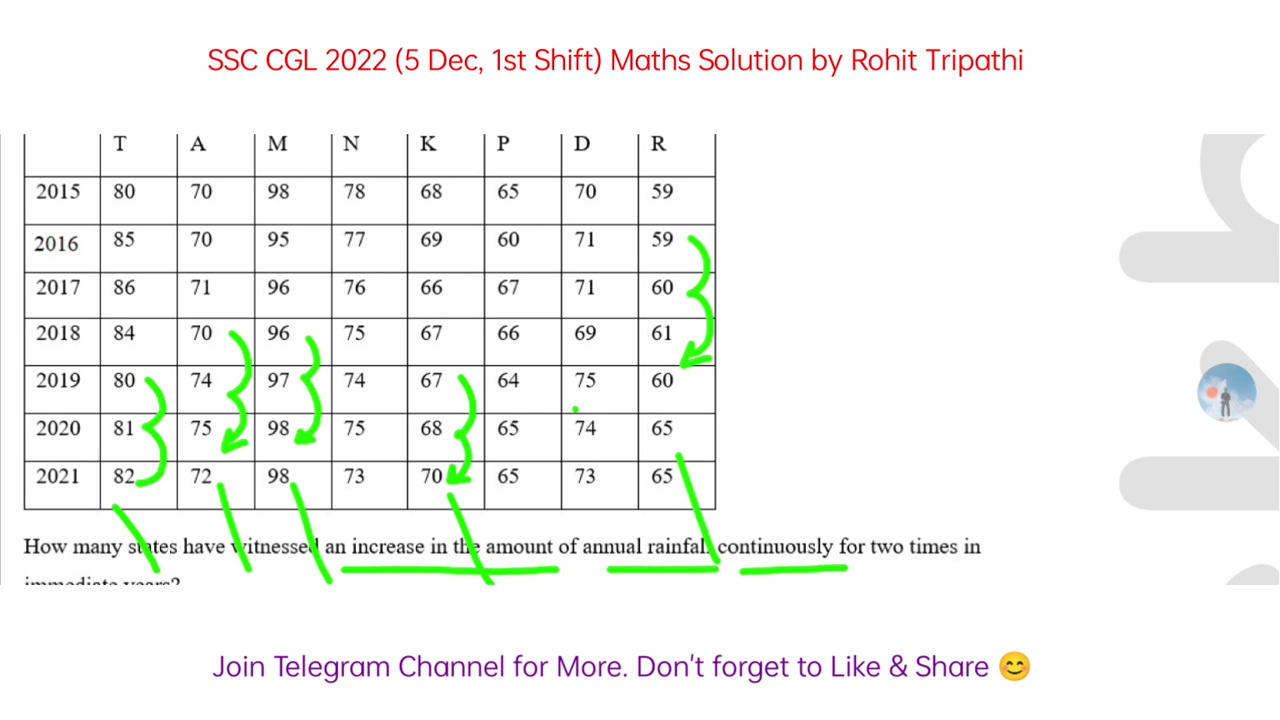 SSC CGL 2022 (5 Dec, 1st Shift) Maths Solution by Rohit Tripathi
T A M N K P D R
2015 80 70 98 78 68 65 70 59
2016 85 70 95 77 69 60 71 59
2017 86 71 96 76 66 67 71 60
2018 84 70 96 75 67 66 69 61
2019 80 74 97 74 67 64 75 60
2020 81 75 98 75 68 65 74 65
2021 82 72 98 73 70 65 73 65
How many states have witnessed an increase in the amount of annual rainfall continuously for two times in
immediate years?
Join Telegram Channel for More. Don't forget to Like & Share 😊